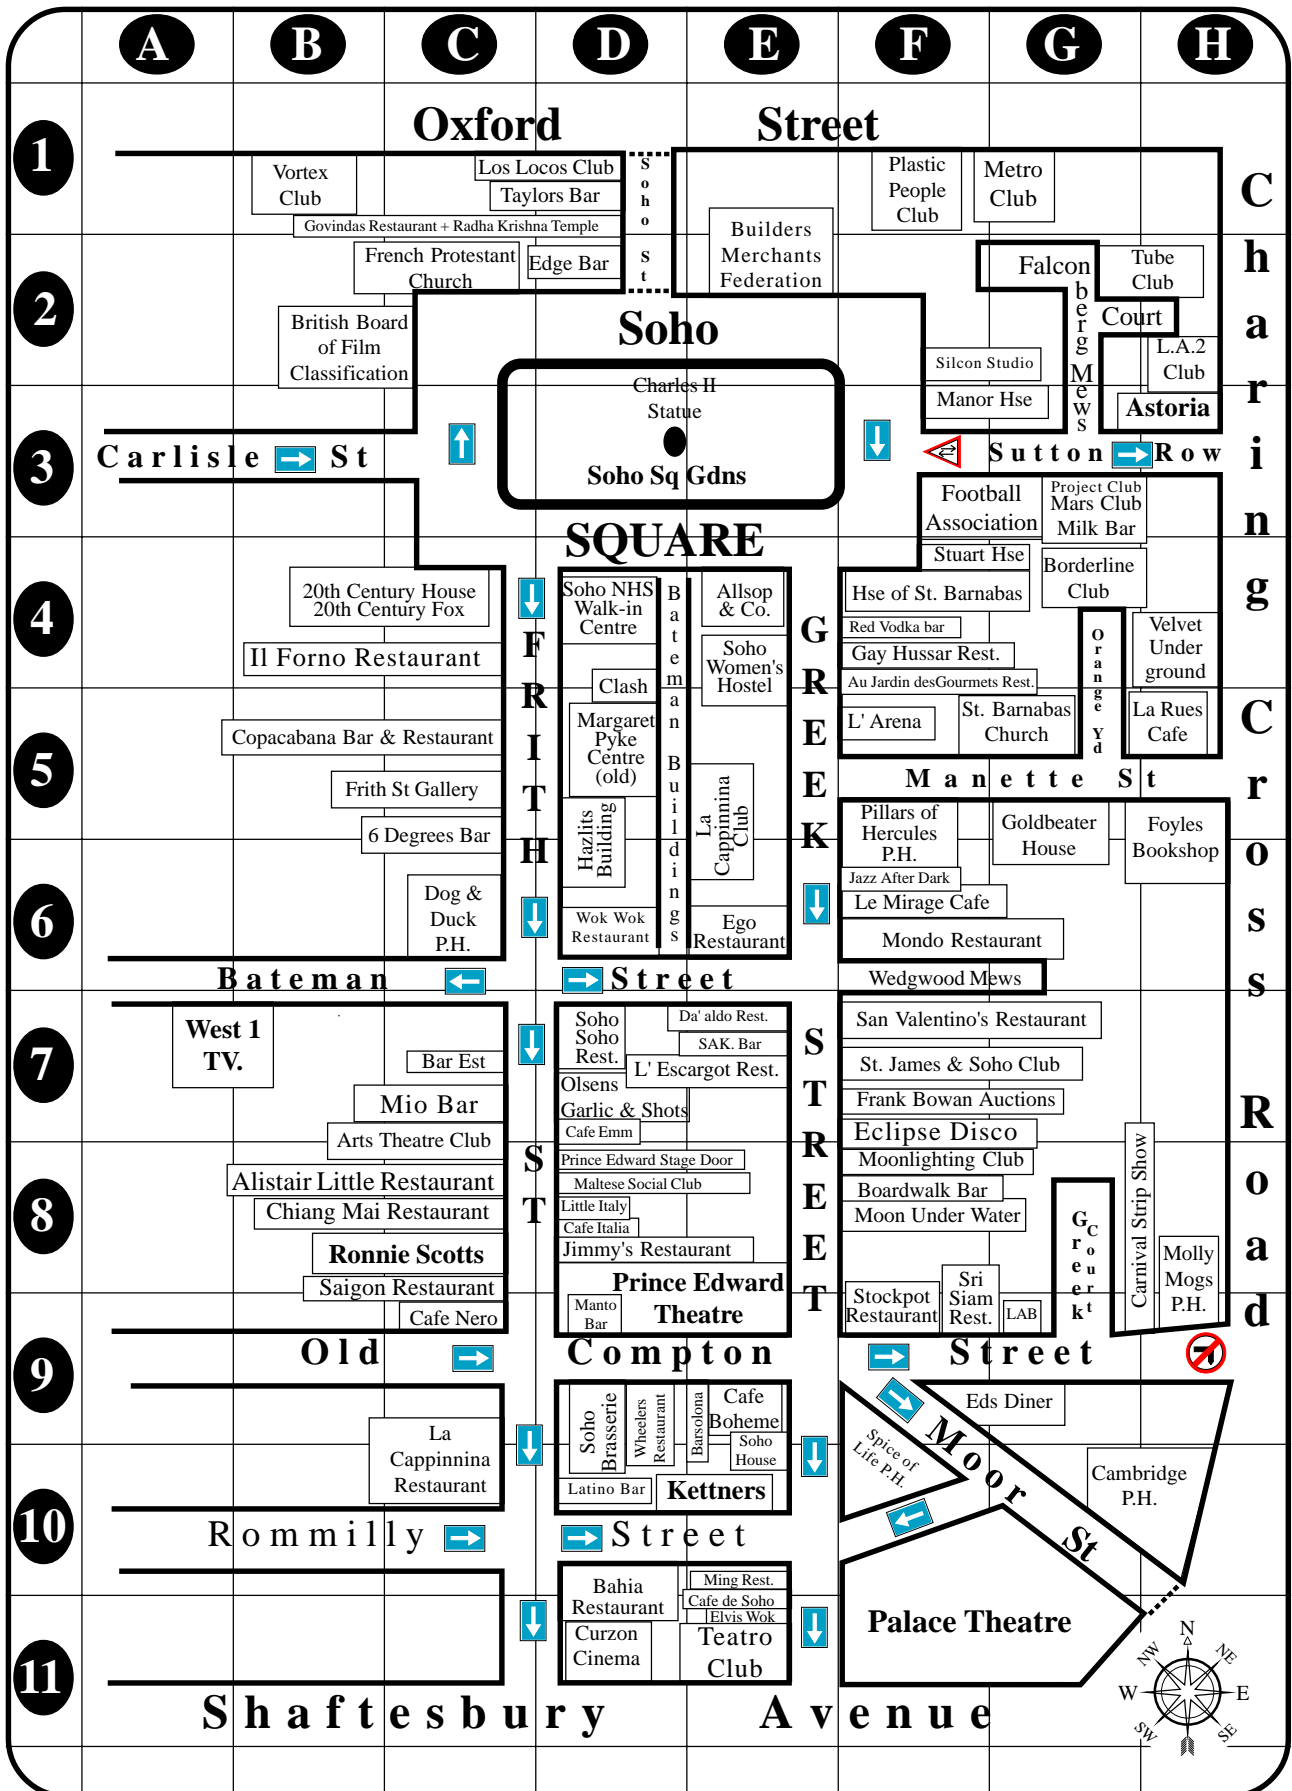 A B C D E F G H
1
2
3
4
5
6
7
8
9
10
11
Oxford Street
Soho St
Charing Cross Road
Vortex
Club
Los Locos Club
Taylors Bar
Govindas Restaurant + Radha Krishna Temple
French Protestant
Church
Edge Bar
British Board
of Film
Classification
Builders
Merchants
Federation
Plastic
People
Club
Metro
Club
Falcon
berg Mews
Court
Tube
Club
L.A.2
Club
Astoria
Silcon Studio
Manor Hse
Soho
Charles II
Statue
Soho Sq Gdns
SQUARE
Carlisle St
Sutton Row
Football
Association
Project Club
Mars Club
Milk Bar
Stuart Hse
Borderline
Club
Hse of St. Barnabas
Red Vodka bar
Gay Hussar Rest.
Au Jardin desGourmets Rest.
L' Arena
St. Barnabas
Church
Orange Yd
Velvet
Under
ground
La Rues
Cafe
20th Century House
20th Century Fox
Il Forno Restaurant
Copacabana Bar & Restaurant
Frith St Gallery
6 Degrees Bar
Dog &
Duck
P.H.
FRITH ST
Soho NHS
Walk-in
Centre
Clash
Margaret
Pyke
Centre
(old)
Hazlits
Building
Wok Wok
Restaurant
Bateman Buildings
Allsop
& Co.
Soho
Women's
Hostel
La
Cappinnina
Club
Ego
Restaurant
GREEK STREET
Manette St
Pillars of
Hercules
P.H.
Goldbeater
House
Foyles
Bookshop
Jazz After Dark
Le Mirage Cafe
Mondo Restaurant
Wedgwood Mews
Bateman Street
West 1
TV.
Bar Est
Mio Bar
Arts Theatre Club
Alistair Little Restaurant
Chiang Mai Restaurant
Ronnie Scotts
Saigon Restaurant
Cafe Nero
Soho
Soho
Rest.
Da' aldo Rest.
SAK. Bar
L' Escargot Rest.
Olsens
Garlic & Shots
Cafe Emm
Prince Edward Stage Door
Maltese Social Club
Little Italy
Cafe Italia
Jimmy's Restaurant
Prince Edward
Theatre
Manto
Bar
San Valentino's Restaurant
St. James & Soho Club
Frank Bowan Auctions
Eclipse Disco
Moonlighting Club
Boardwalk Bar
Moon Under Water
Stockpot
Restaurant
Sri
Siam
Rest.
LAB
Greek
Court
Carnival Strip Show
Molly
Mogs
P.H.
Old Compton Street
La
Cappinnina
Restaurant
Soho
Brasserie
Wheelers
Restaurant
Barsolona
Cafe
Boheme
Soho
House
Latino Bar
Kettners
Spice of
Life P.H.
Moor St
Eds Diner
Cambridge
P.H.
Rommilly Street
Bahia
Restaurant
Curzon
Cinema
Ming Rest.
Cafe de Soho
Elvis Wok
Teatro
Club
Palace Theatre
Shaftesbury Avenue
N
NE
E
SE
SW
W
NW